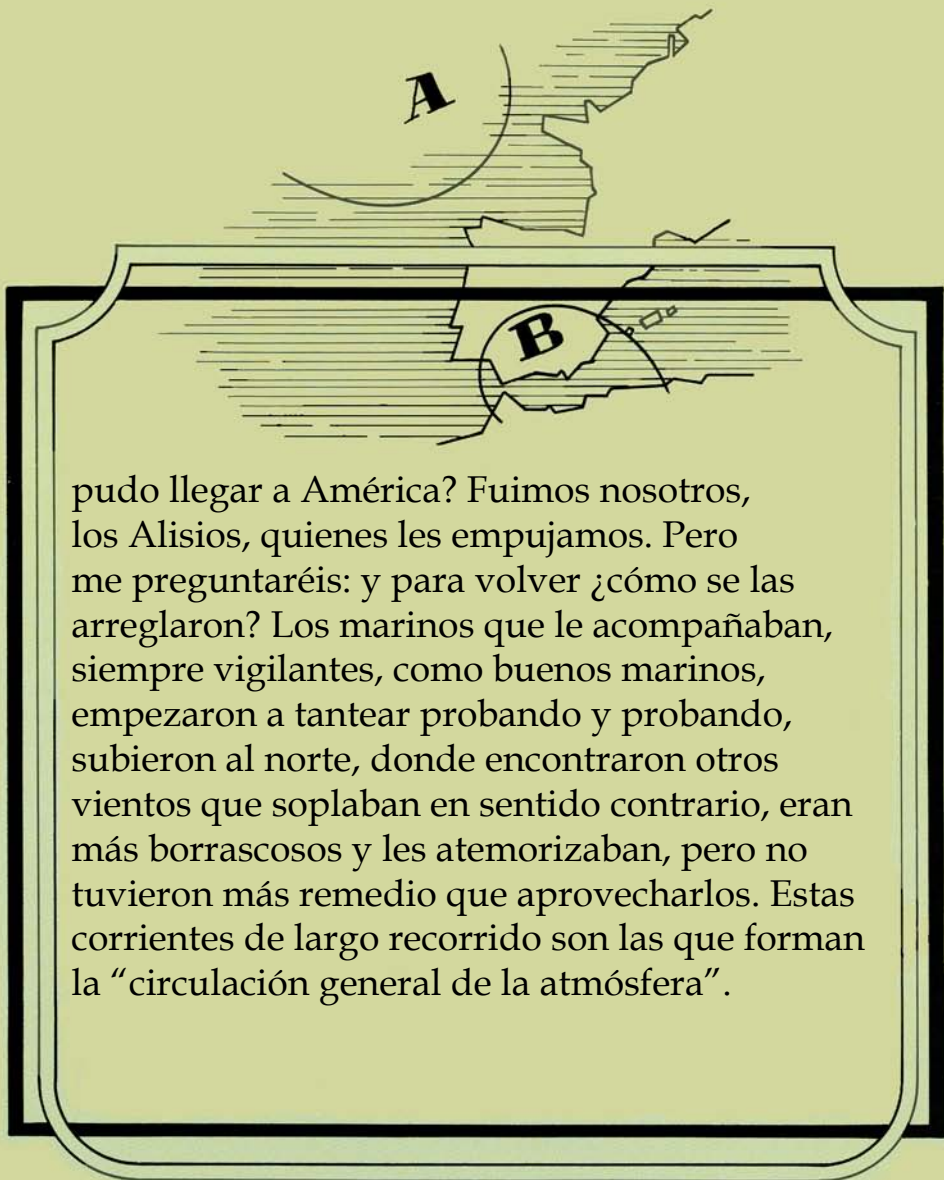 A
B
pudo llegar a América? Fuimos nosotros,
los Alisios, quienes les empujamos. Pero
me preguntaréis: y para volver ¿cómo se las
arreglaron? Los marinos que le acompañaban,
siempre vigilantes, como buenos marinos,
empezaron a tantear probando y probando,
subieron al norte, donde encontraron otros
vientos que soplaban en sentido contrario, eran
más borrascosos y les atemorizaban, pero no
tuvieron más remedio que aprovecharlos. Estas
corrientes de largo recorrido son las que forman
la “circulación general de la atmósfera”.